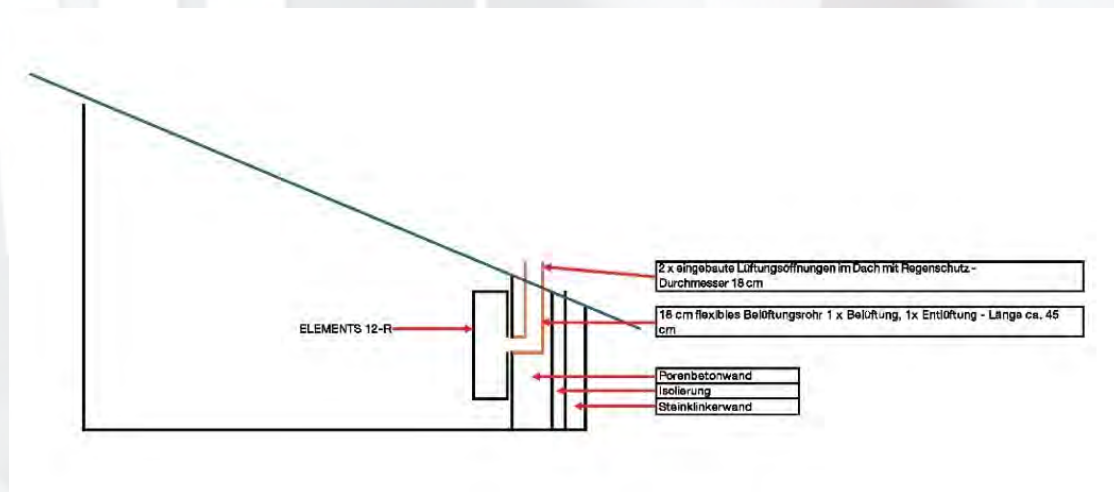 2 x eingebaute Lüftungsöffnungen im Dach mit Regenschutz -
Durchmesser 18 cm
ELEMENTS 12-R
16 cm flexibles Belüftungsrohr 1 x Belüftung, 1x Entlüftung - Länge ca. 45
cm
Porenbetonwand
Isolierung
Steinklinkerwand